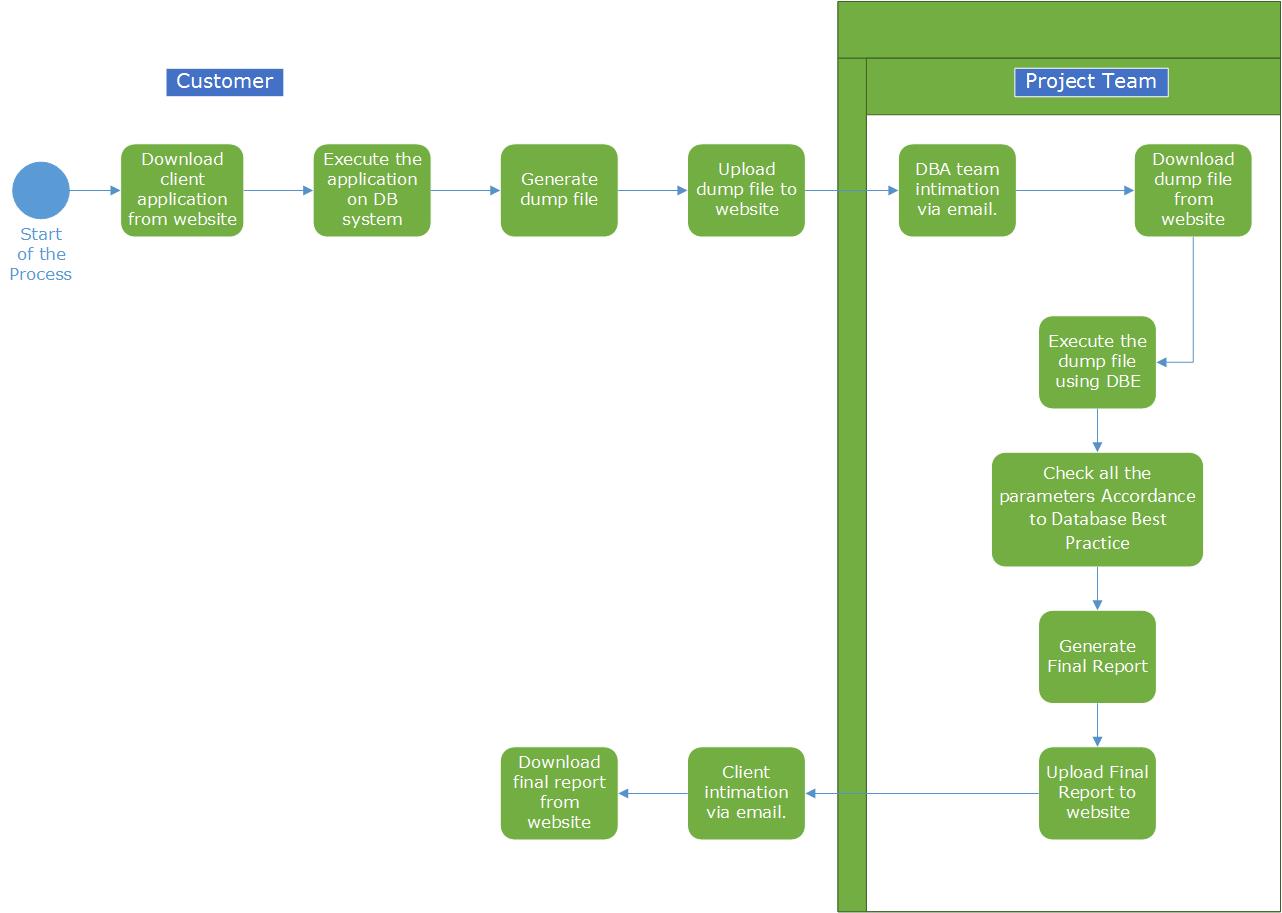 Customer
Project Team
Start
of the
Process
Download
client
application
from website
Execute the
application
on DB
system
Generate
dump file
Upload
dump file to
website
DBA team
intimation
via email.
Download
dump file
from
website
Execute the
dump file
using DBE
Check all the
parameters Accordance
to Database Best
Practice
Generate
Final Report
Upload Final
Report to
website
Client
intimation
via email.
Download
final report
from
website